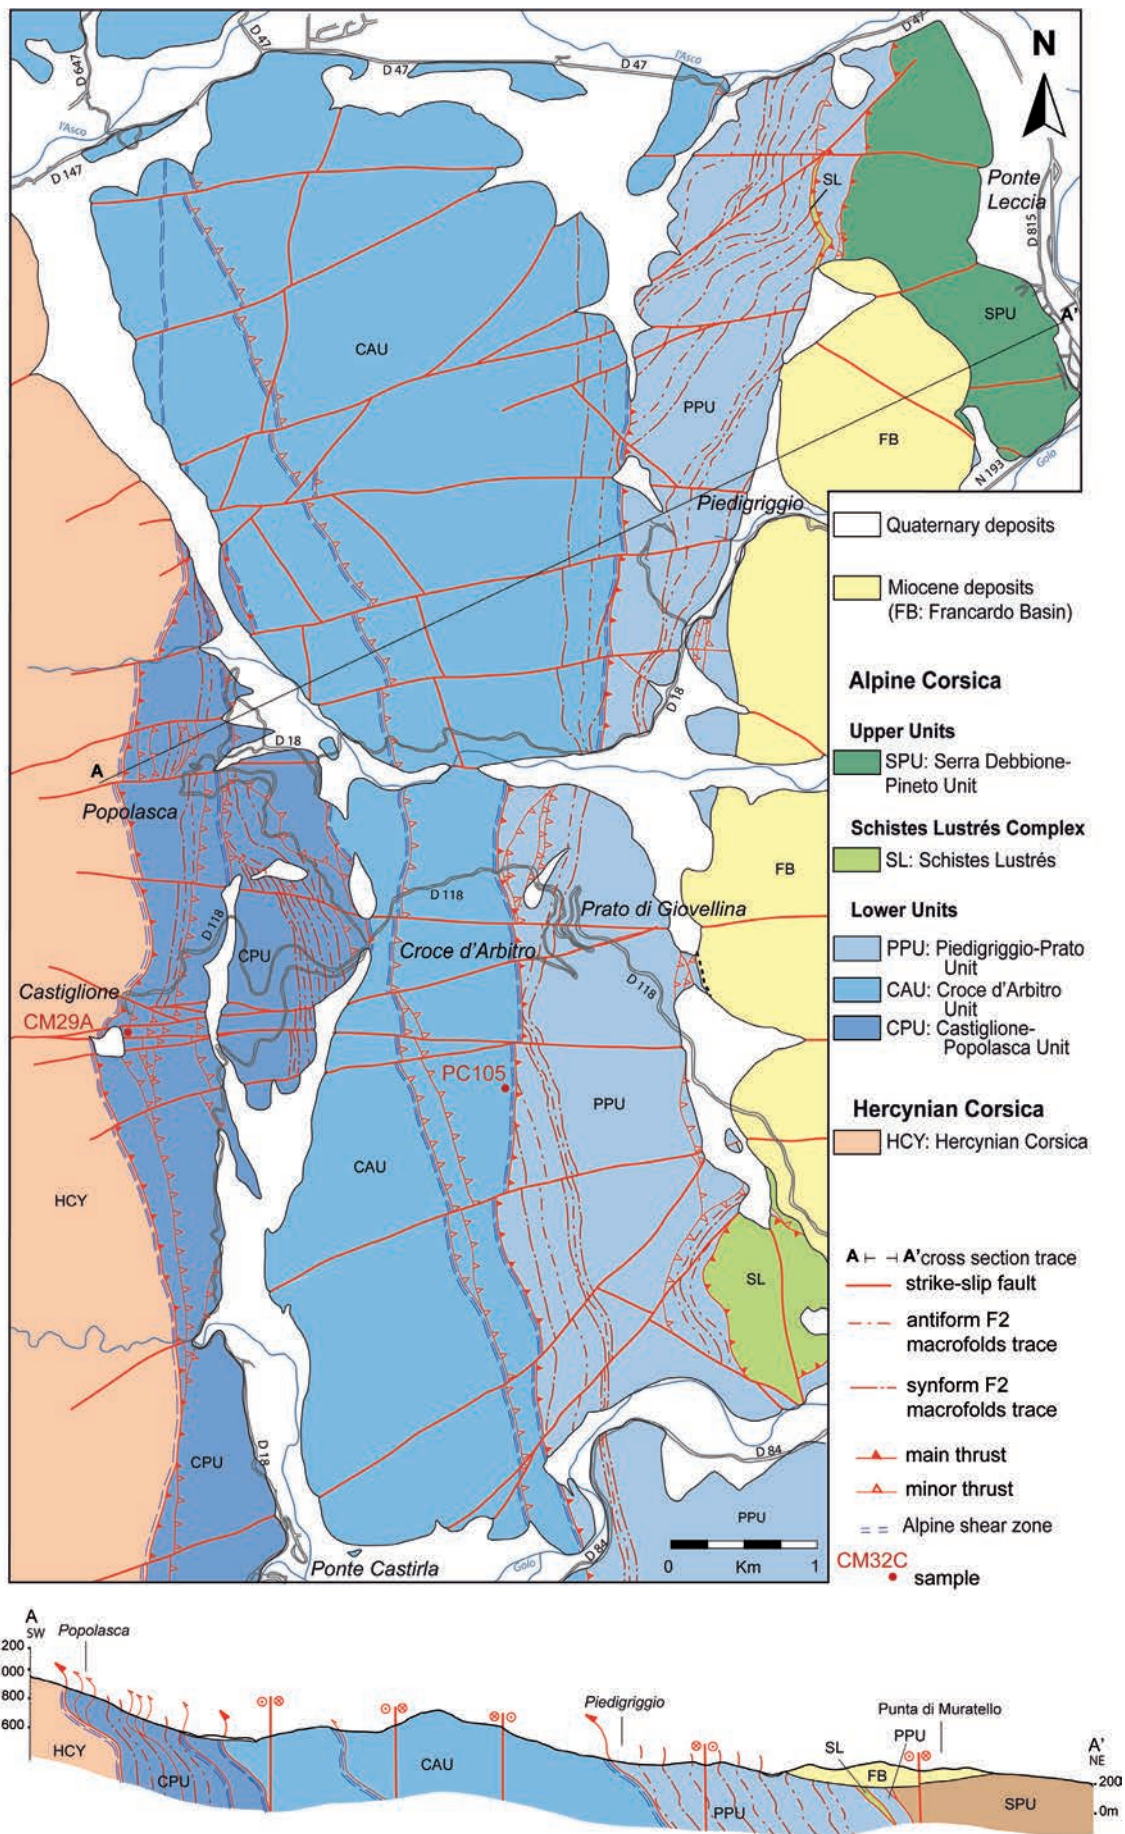 D 47
D 47
D 647
l'Asco
D 47
D 47
l'Asco
N
D 147
SL
Ponte
Leccia
D 815
SPU
A'
CAU
PPU
FB
N 193
Golo
Piedigriggio
Quaternary deposits
Miocene deposits
(FB: Francardo Basin)
Alpine Corsica
Upper Units
SPU: Serra Debbione-
Pineto Unit
Schistes Lustrés Complex
SL: Schistes Lustrés
Lower Units
PPU: Piedigriggio-Prato
Unit
CAU: Croce d'Arbitro
Unit
CPU: Castiglione-
Popolasca Unit
Hercynian Corsica
HCY: Hercynian Corsica
A A' cross section trace
strike-slip fault
antiform F2
macrofolds trace
synform F2
macrofolds trace
main thrust
minor thrust
Alpine shear zone
CM32C
sample
D 18
D 18
A
Popolasca
FB
D 118
D 118
Prato di Giovellina
CPU
Croce d'Arbitro
D 118
Castiglione
CM29A
PC105
PPU
CAU
HCY
SL
CPU
D 18
D 84
PPU
Ponte Castirla
Golo
D 84
0 Km 1
A
SW
Popolasca
200
000
800
600
HCY
CPU
CAU
Piedigriggio
PPU
SL
PPU
Punta di Muratello
FB
SPU
A'
NE
200
0m